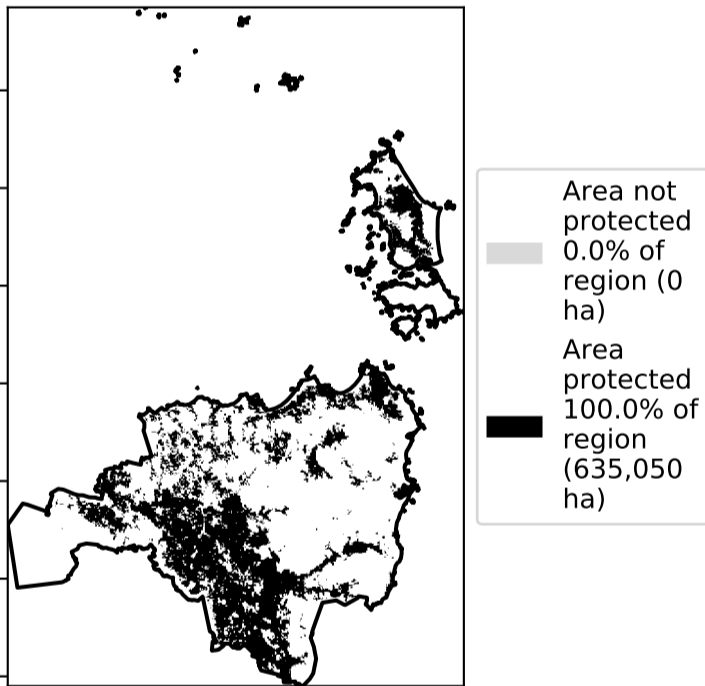 Area not
protected
0.0% of
region (0
ha)
Area
protected
100.0% of
region
(635,050
ha)